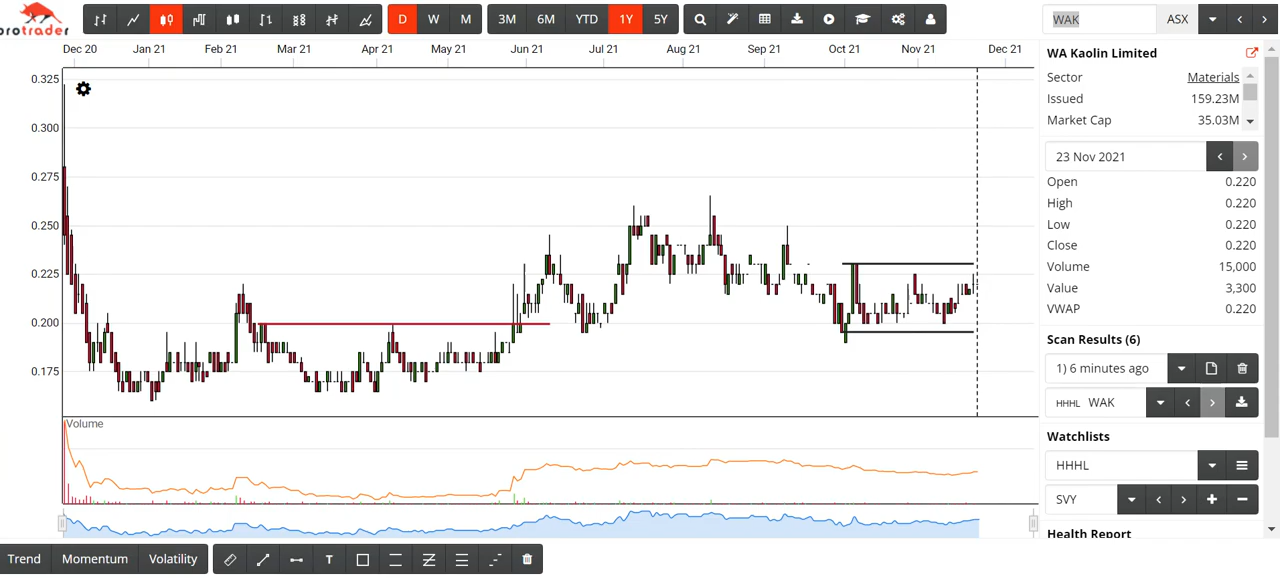 protrader
D W M
3M 6M YTD 1Y 5Y
WAK ASX
Dec 20 Jan 21 Feb 21 Mar 21 Apr 21 May 21 Jun 21 Jul 21 Aug 21 Sep 21 Oct 21 Nov 21 Dec 21
0.325
0.300
0.275
0.250
0.225
0.200
0.175
Volume
WA Kaolin Limited
Sector Materials
Issued 159.23M
Market Cap 35.03M
23 Nov 2021
Open 0.220
High 0.220
Low 0.220
Close 0.220
Volume 15,000
Value 3,300
VWAP 0.220
Scan Results (6)
1) 6 minutes ago
HHHL WAK
Watchlists
HHHL
SVY
Health Report
Trend Momentum Volatility
T